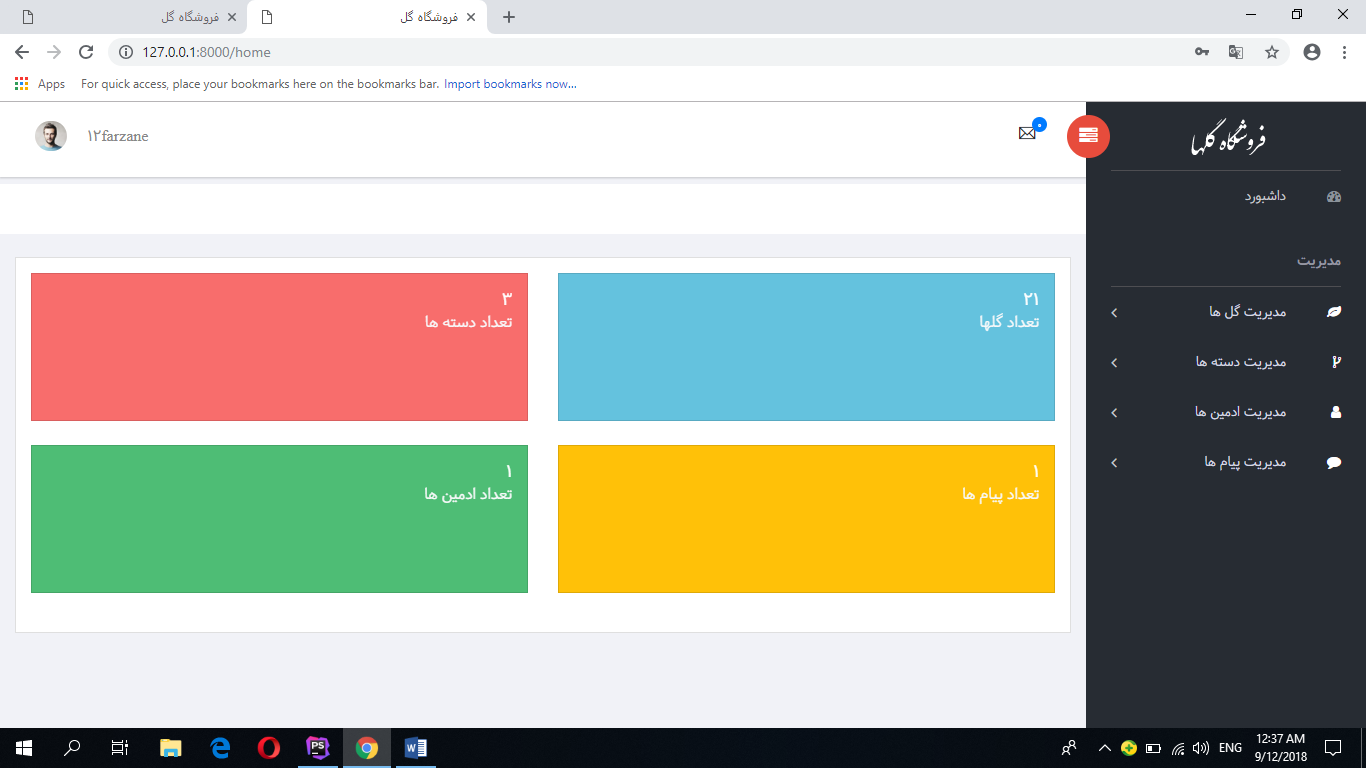 فروشگاه گل
فروشگاه گل
127.0.0.1:8000/home
Apps For quick access, place your bookmarks here on the bookmarks bar. Import bookmarks now...
فروشگاه گلها
۰
۱۲farzane
داشبورد
مدیریت
مدیریت گل ها
مدیریت دسته ها
مدیریت ادمین ها
مدیریت پیام ها
۲۱
تعداد گلها
۳
تعداد دسته ها
۱
تعداد پیام ها
۱
تعداد ادمین ها
PS
W
ENG
12:37 AM
9/12/2018